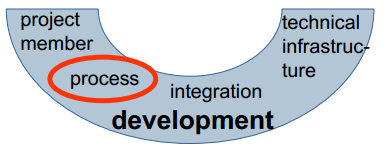 project
member
technical
infrastruc-
ture
process
integration
development